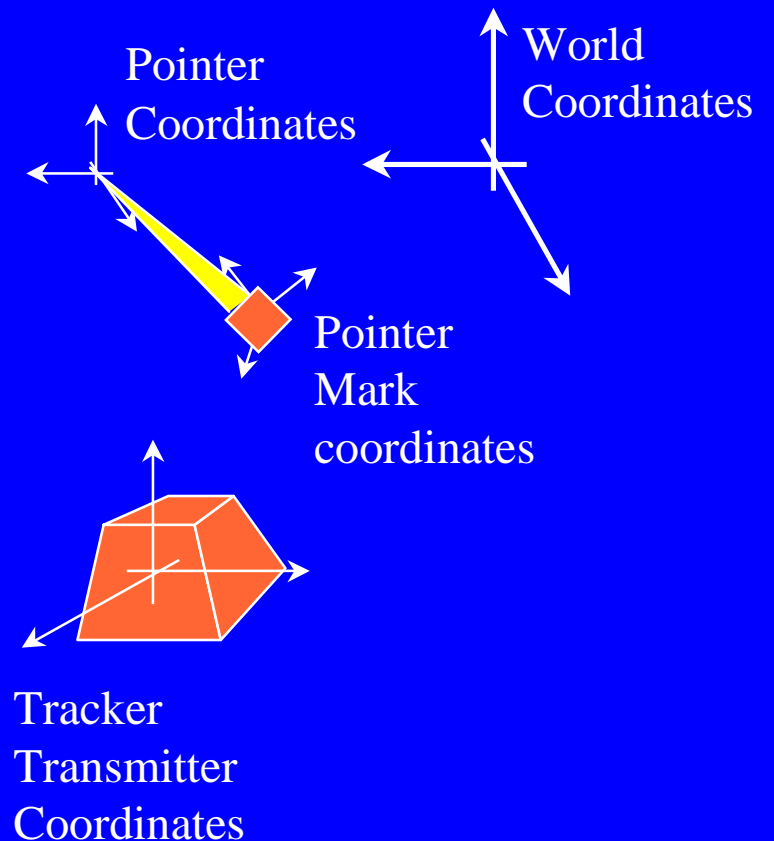 Pointer
Coordinates
World
Coordinates
Pointer
Mark
coordinates
Tracker
Transmitter
Coordinates